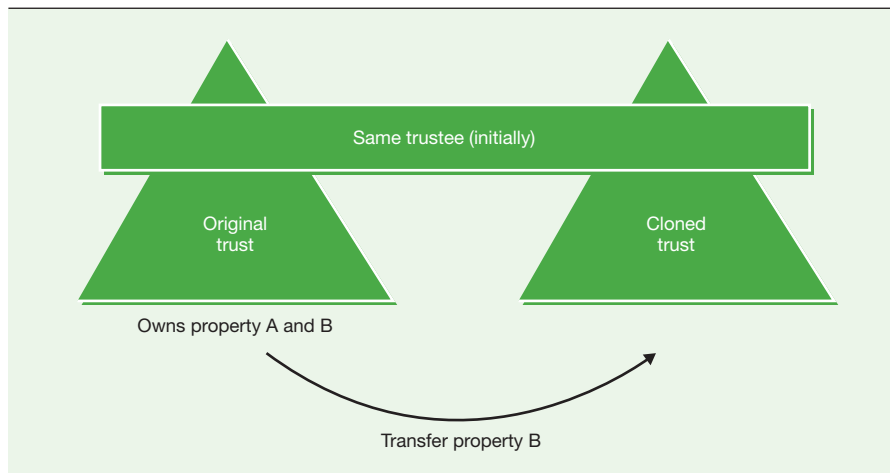 Same trustee (initially)
Original
trust
Cloned
trust
Owns property A and B
Transfer property B